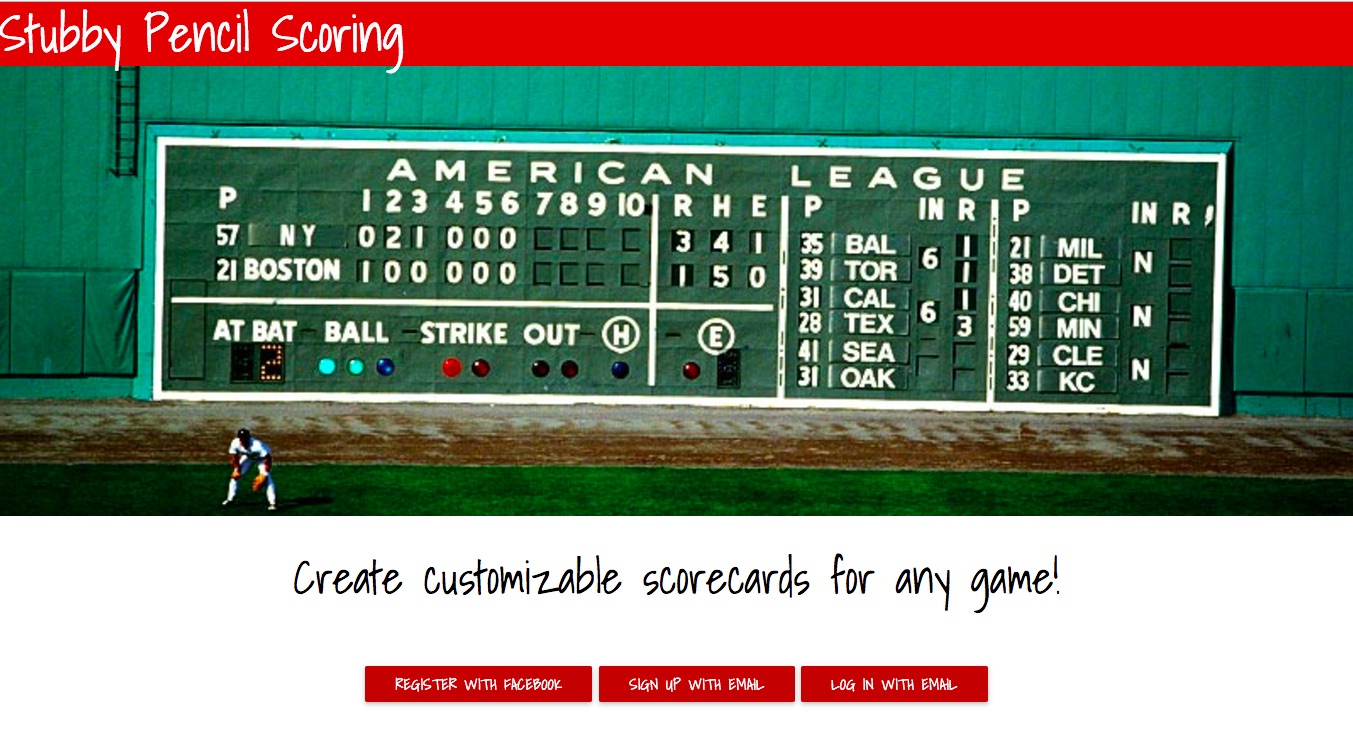 Stubby Pencil Scoring
AMERICAN LEAGUE
P 1 2 3 4 5 6 7 8 9 10 R H E P IN R P IN R
57 NY 0 2 1 0 0 0 3 4 1 35 BAL 6 1 21 MIL N
21 BOSTON 1 0 0 0 0 0 1 5 0 39 TOR 1 38 DET
31 CAL 6 1 40 CHI N
AT BAT BALL STRIKE OUT H E 28 TEX 3 59 MIN
2 41 SEA 29 CLE N
31 OAK 33 KC
Create customizable scorecards for any game!
REGISTER WITH FACEBOOK SIGN UP WITH EMAIL LOG IN WITH EMAIL